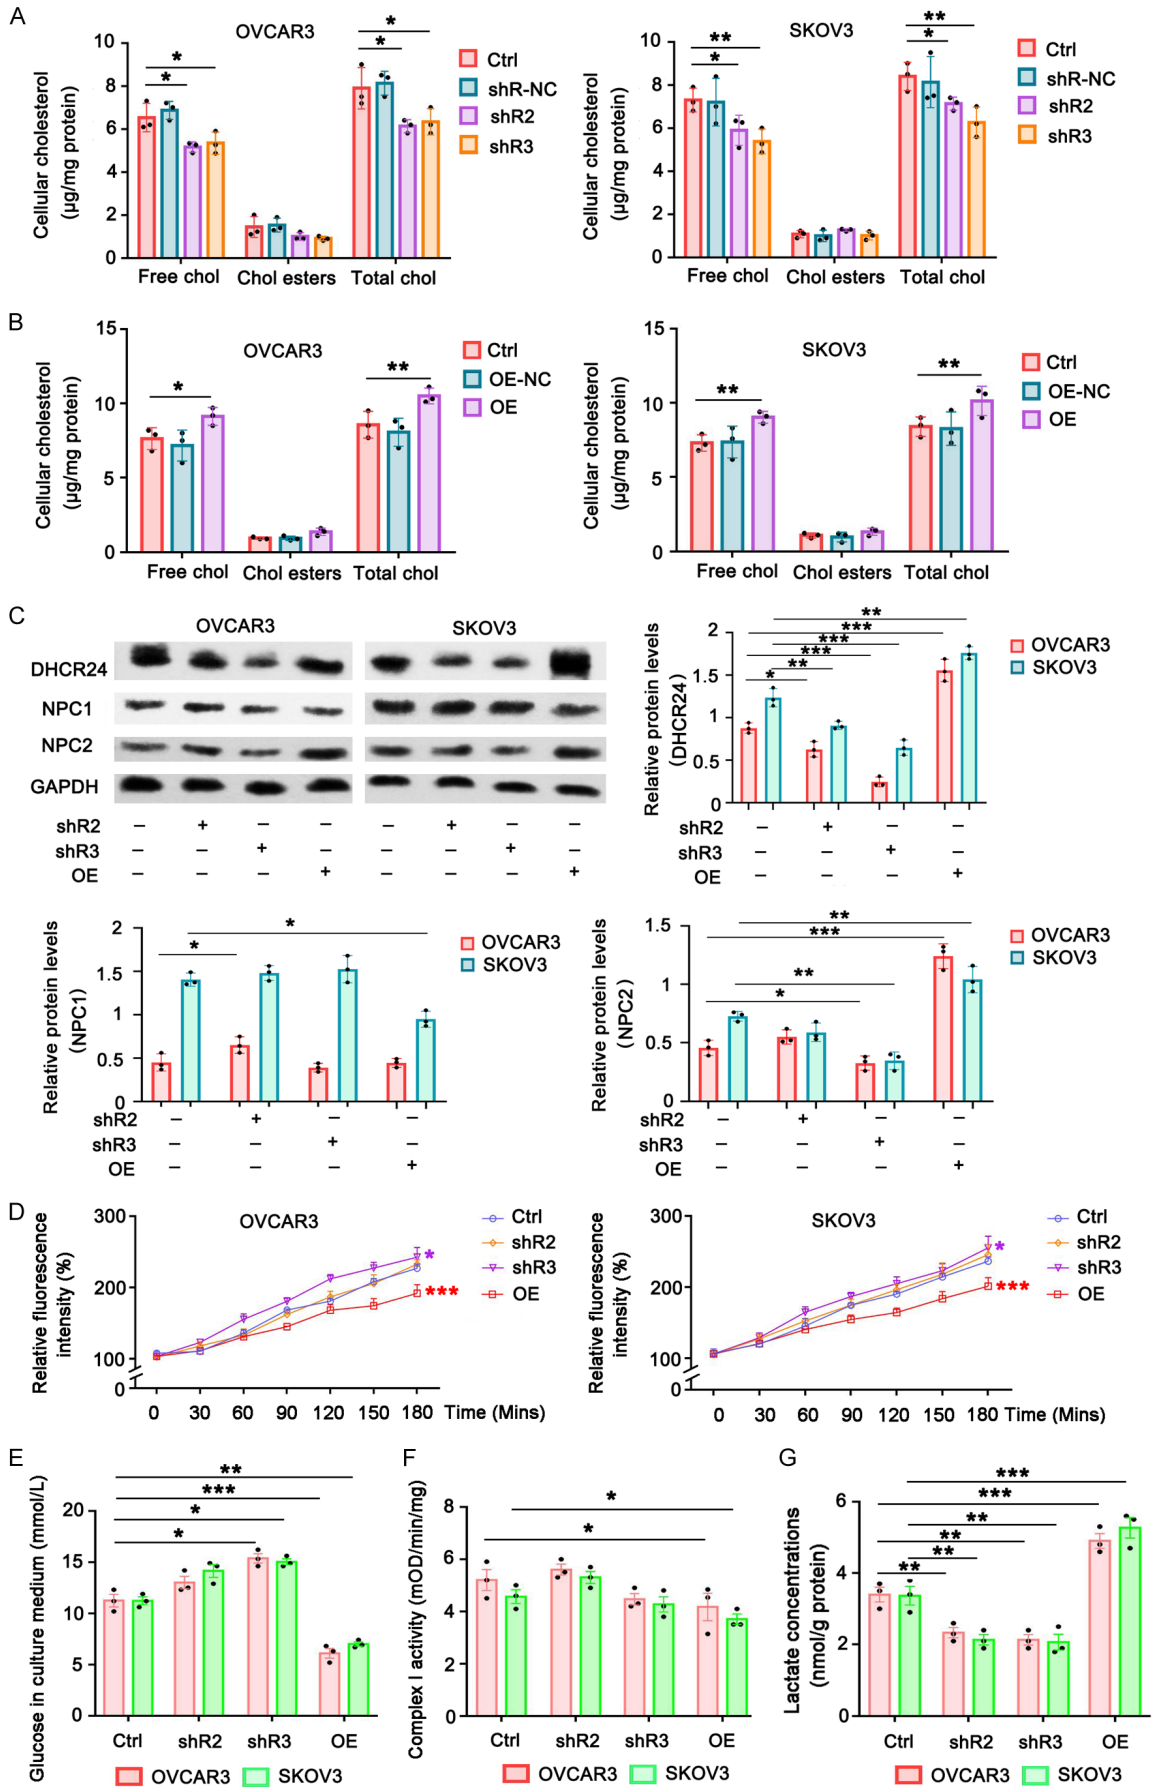 A
OVCAR3
Cellular cholesterol
(µg/mg protein)
10
8
6
4
2
0
* * * *
Free chol Chol esters Total chol
Ctrl
shR-NC
shR2
shR3
SKOV3
Cellular cholesterol
(µg/mg protein)
10
8
6
4
2
0
** * ** *
Free chol Chol esters Total chol
Ctrl
shR-NC
shR2
shR3
B
OVCAR3
Cellular cholesterol
(µg/mg protein)
15
10
5
0
* **
Free chol Chol esters Total chol
Ctrl
OE-NC
OE
SKOV3
Cellular cholesterol
(µg/mg protein)
15
10
5
0
** **
Free chol Chol esters Total chol
Ctrl
OE-NC
OE
C
OVCAR3 SKOV3
DHCR24
NPC1
NPC2
GAPDH
shR2 – + – – – + – –
shR3 – – + – – – + –
OE – – – + – – – +
Relative protein levels
(DHCR24)
2
1.5
1
0.5
0
**
***
***
***
**
*
OVCAR3
SKOV3
shR2 – +
shR3 – +
OE – +
Relative protein levels
(NPC1)
2
1.5
1
0.5
0
* *
OVCAR3
SKOV3
shR2 – + – –
shR3 – – + –
OE – – – +
Relative protein levels
(NPC2)
1.5
1
0.5
0
**
***
**
*
OVCAR3
SKOV3
shR2 – + – –
shR3 – – + –
OE – – – +
D
OVCAR3
Relative fluorescence
intensity (%)
300
200
100
0
0 30 60 90 120 150 180 Time (Mins)
*
***
Ctrl
shR2
shR3
OE
SKOV3
Relative fluorescence
intensity (%)
300
200
100
0
0 30 60 90 120 150 180 Time (Mins)
*
***
Ctrl
shR2
shR3
OE
E
Glucose in culture medium (mmol/L)
20
15
10
5
0
**
***
*
*
Ctrl shR2 shR3 OE
OVCAR3 SKOV3
F
Complex I activity (mOD/min/mg)
8
6
4
2
0
*
*
Ctrl shR2 shR3 OE
OVCAR3 SKOV3
G
Lactate concentrations
(nmol/g protein)
6
4
2
0
***
***
**
**
**
**
Ctrl shR2 shR3 OE
OVCAR3 SKOV3